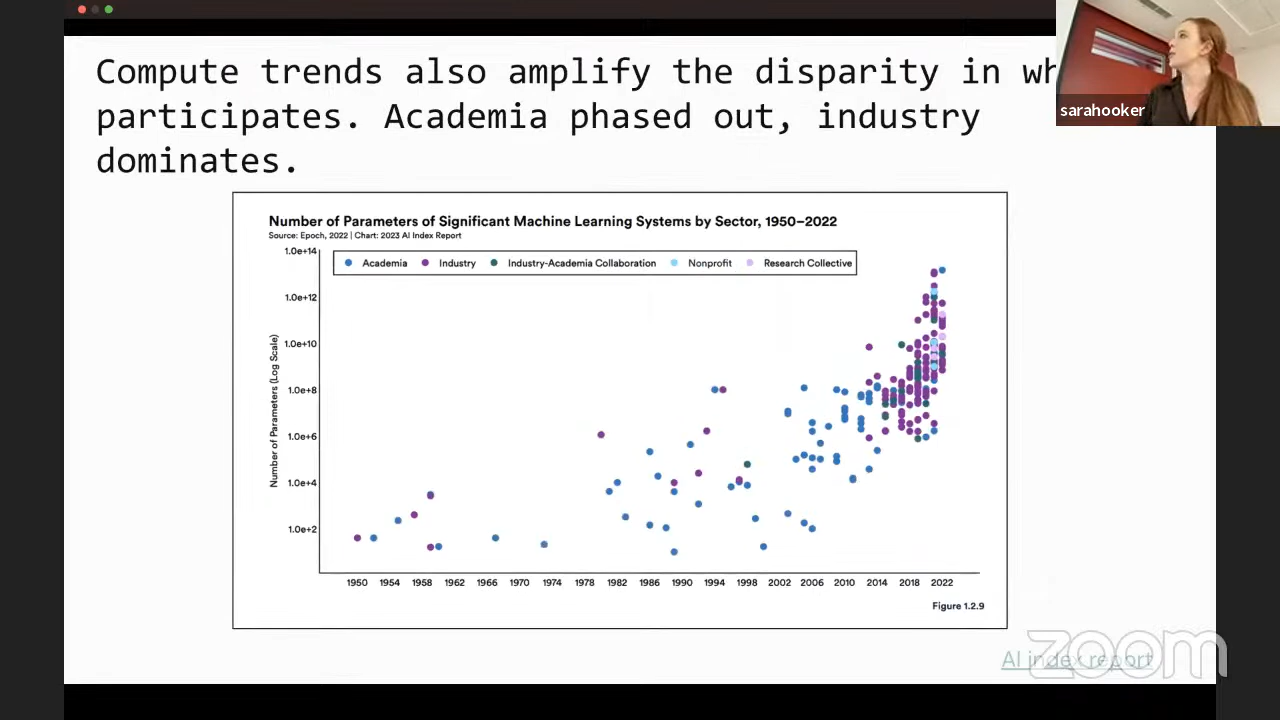 Compute trends also amplify the disparity in wh
sarahooker
participates. Academia phased out, industry
dominates.
Number of Parameters of Significant Machine Learning Systems by Sector, 1950–2022
Source: Epoch, 2022 | Chart: 2023 AI Index Report
1.0e+14
Academia Industry Industry-Academia Collaboration Nonprofit Research Collective
1.0e+12
1.0e+10
1.0e+8
1.0e+6
1.0e+4
1.0e+2
Number of Parameters (Log Scale)
1950 1954 1958 1962 1966 1970 1974 1978 1982 1986 1990 1994 1998 2002 2006 2010 2014 2018 2022
Figure 1.2.9
AI index report
zoom